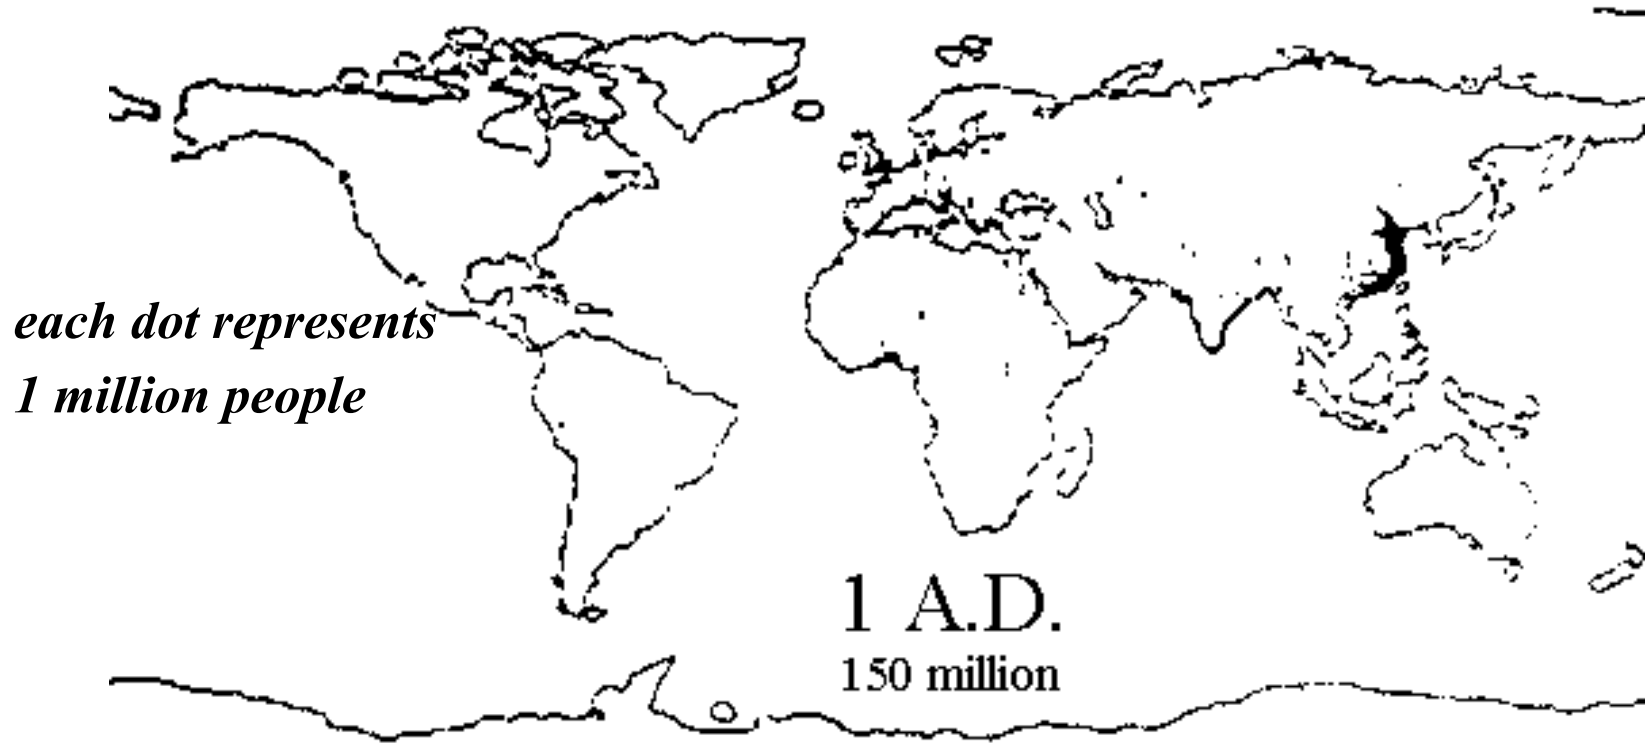 each dot represents
1 million people
1 A.D.
150 million